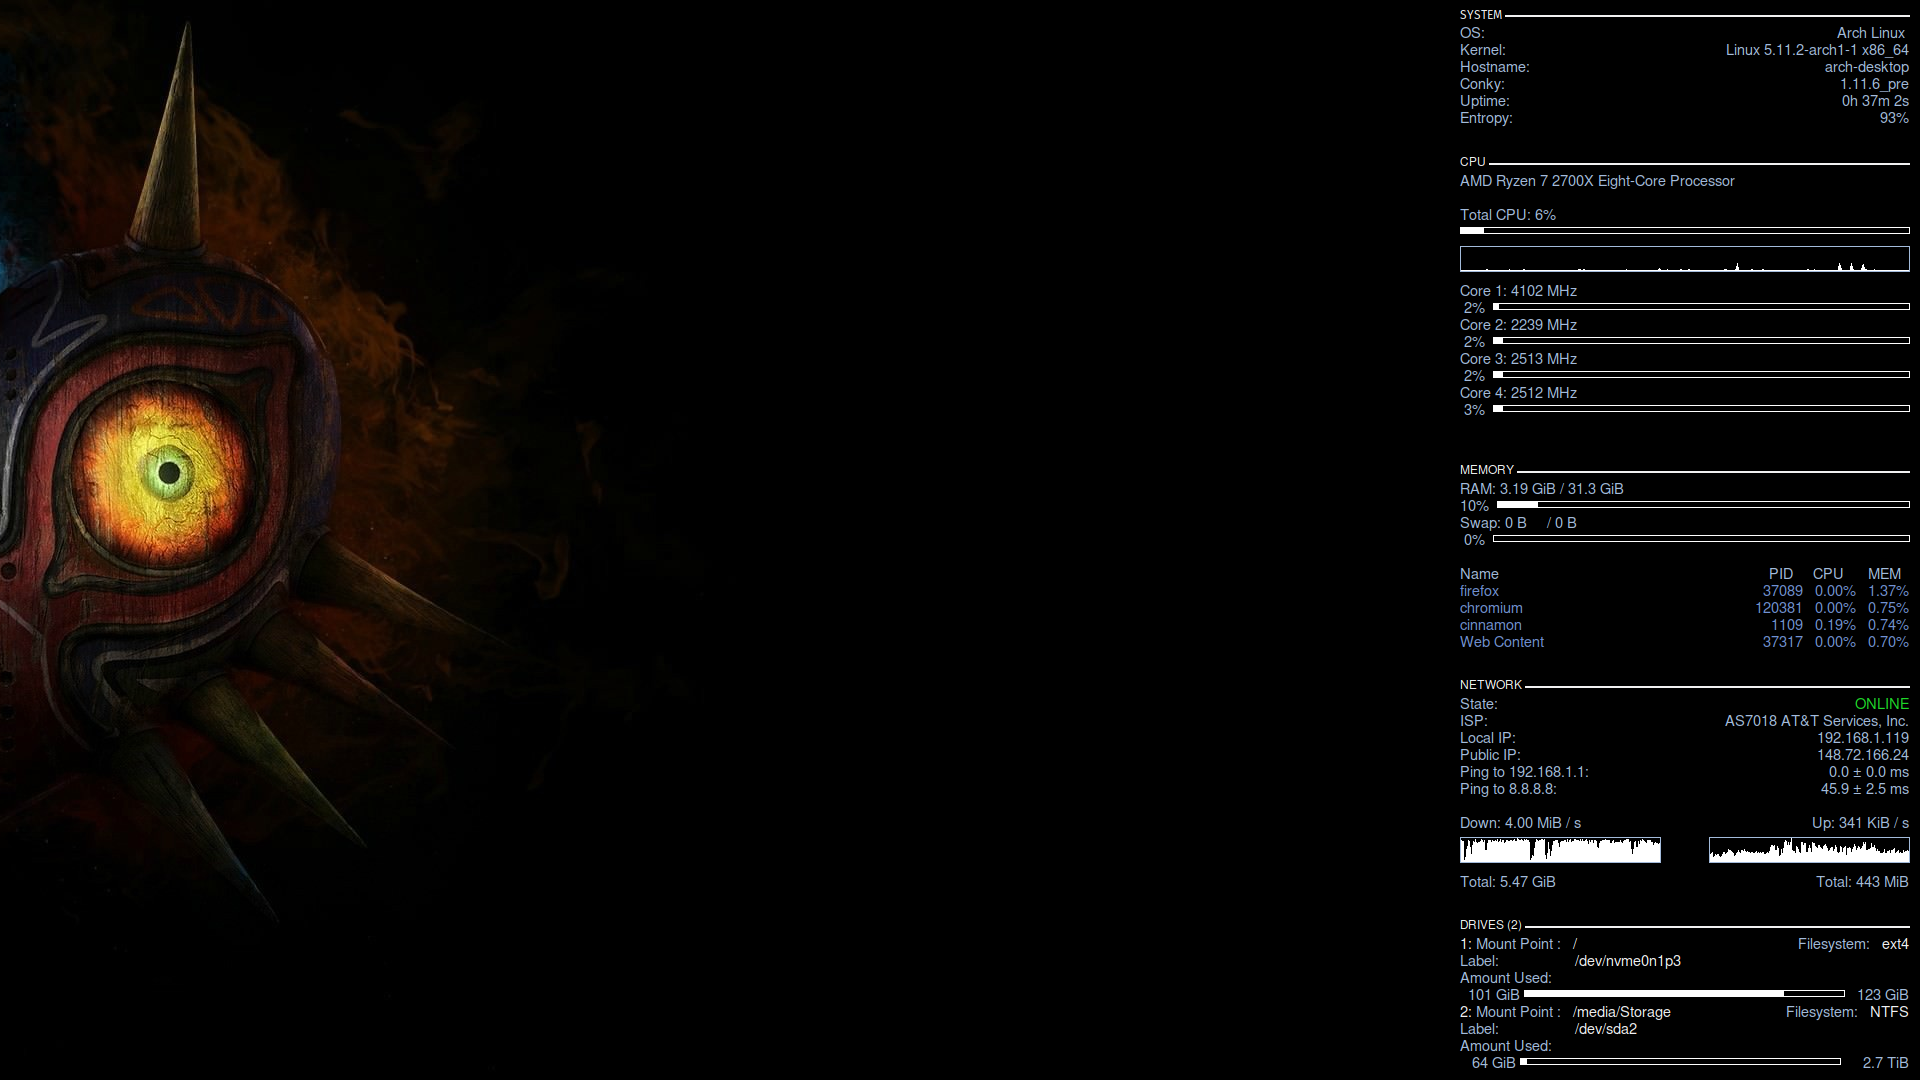 SYSTEM
OS: Arch Linux
Kernel: Linux 5.11.2-arch1-1 x86_64
Hostname: arch-desktop
Conky: 1.11.6_pre
Uptime: 0h 37m 2s
Entropy: 93%
CPU
AMD Ryzen 7 2700X Eight-Core Processor
Total CPU: 6%
Core 1: 4102 MHz
2%
Core 2: 2239 MHz
2%
Core 3: 2513 MHz
2%
Core 4: 2512 MHz
3%
MEMORY
RAM: 3.19 GiB / 31.3 GiB
10%
Swap: 0 B / 0 B
0%
Name PID CPU MEM
firefox 37089 0.00% 1.37%
chromium 120381 0.00% 0.75%
cinnamon 1109 0.19% 0.74%
Web Content 37317 0.00% 0.70%
NETWORK
State: ONLINE
ISP: AS7018 AT&T Services, Inc.
Local IP: 192.168.1.119
Public IP: 148.72.166.24
Ping to 192.168.1.1: 0.0 ± 0.0 ms
Ping to 8.8.8.8: 45.9 ± 2.5 ms
Down: 4.00 MiB / s Up: 341 KiB / s
Total: 5.47 GiB Total: 443 MiB
DRIVES (2)
1: Mount Point : / Filesystem: ext4
Label: /dev/nvme0n1p3
Amount Used:
101 GiB 123 GiB
2: Mount Point : /media/Storage Filesystem: NTFS
Label: /dev/sda2
Amount Used:
64 GiB 2.7 TiB